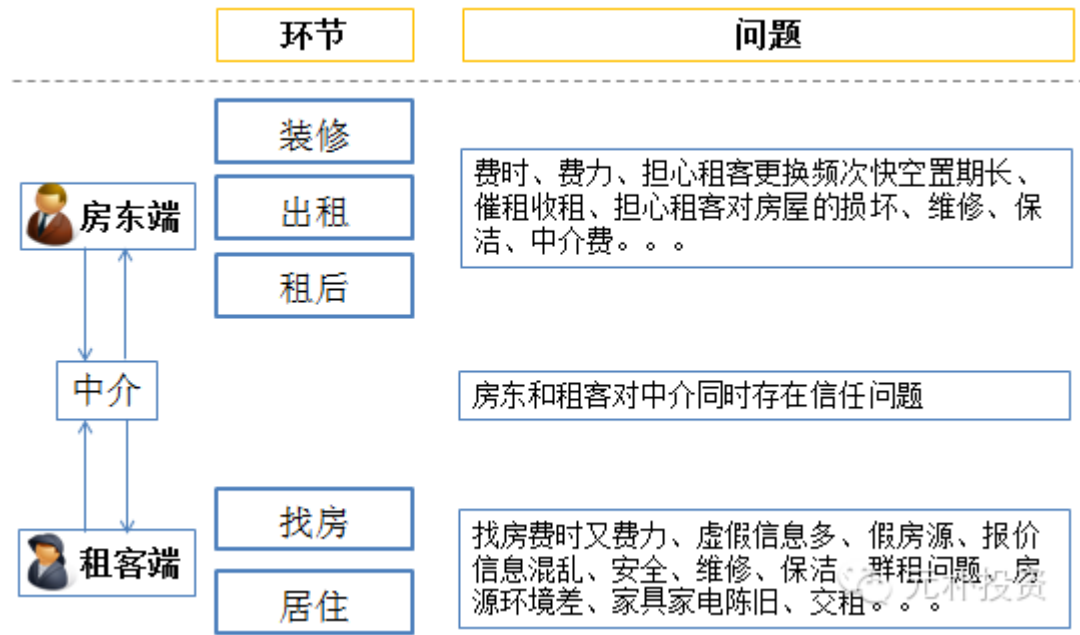 环节
问题
装修
出租
租后
房东端
费时、费力、担心租客更换频次快空置期长、
催租收租、担心租客对房屋的损坏、维修、保
洁、中介费。。。
中介
房东和租客对中介同时存在信任问题
找房
居住
租客端
找房费时又费力、虚假信息多、假房源、报价
信息混乱、安全、维修、保洁、群租问题、房
源环境差、家具家电陈旧、交租。。。
元朴投资